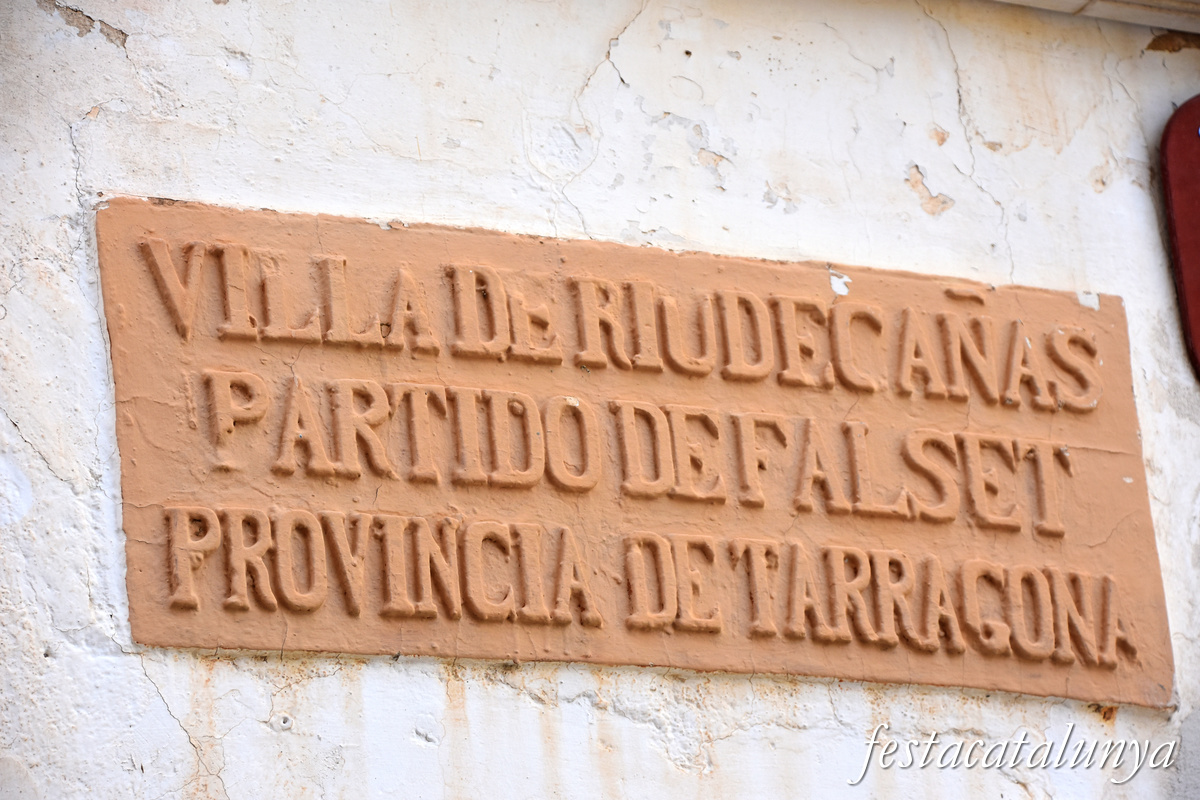 VILLA DE RIUDECAÑAS
PARTIDO DE FALSET
PROVINCIA DE TARRAGONA
festacatalunya